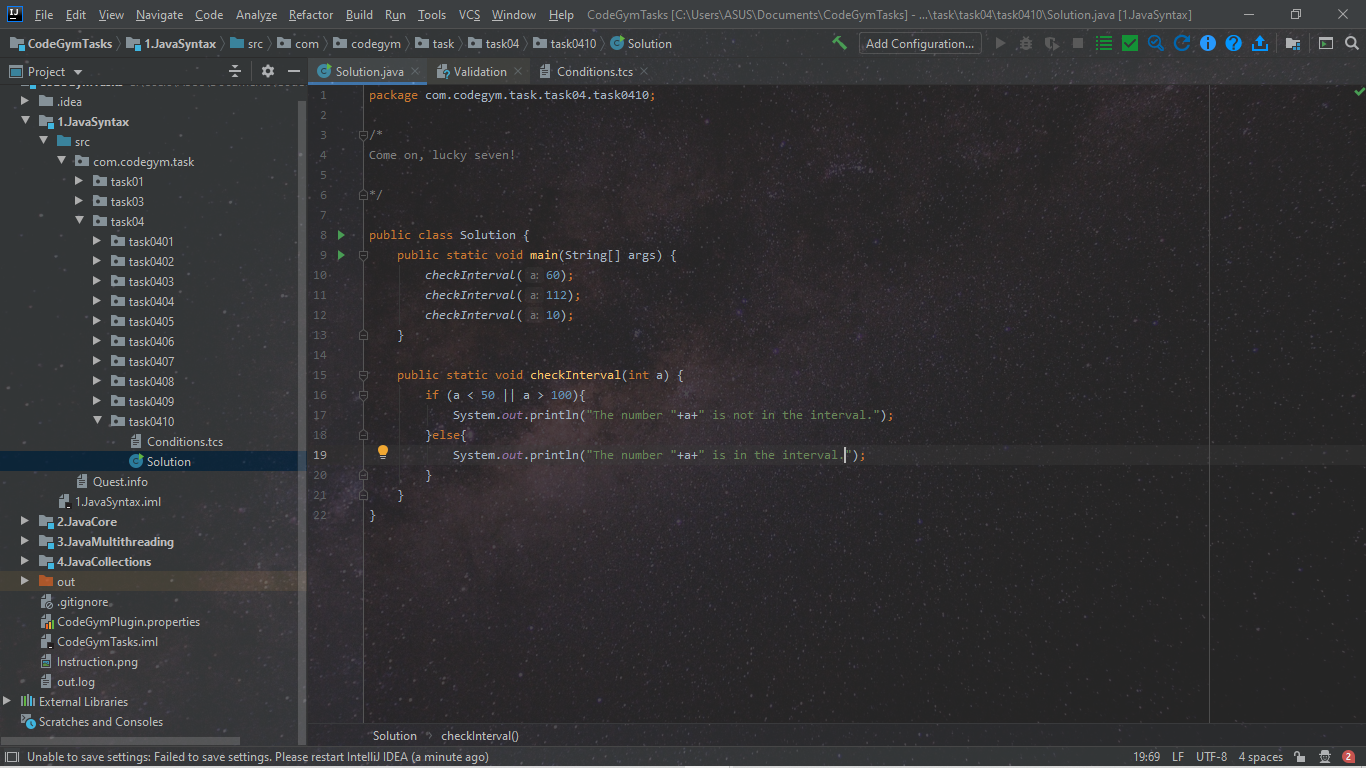 File Edit View Navigate Code Analyze Refactor Build Run Tools VCS Window Help CodeGymTasks [C:\Users\ASUS\Documents\CodeGymTasks] - ...\task\task04\task0410\Solution.java [1.JavaSyntax]
CodeGymTasks 1.JavaSyntax src com codegym task task04 task0410 Solution Add Configuration...
Project Solution.java Validation Conditions.tcs
.idea
1.JavaSyntax
src
com.codegym.task
task01
task03
task04
task0401
task0402
task0403
task0404
task0405
task0406
task0407
task0408
task0409
task0410
Conditions.tcs
Solution
Quest.info
1.JavaSyntax.iml
2.JavaCore
3.JavaMultithreading
4.JavaCollections
out
.gitignore
CodeGymPlugin.properties
CodeGymTasks.iml
Instruction.png
out.log
External Libraries
Scratches and Consoles
1 package com.codegym.task.task04.task0410;
2
3 /*
4 Come on, lucky seven!
5
6 */
7
8 public class Solution {
9 public static void main(String[] args) {
10 checkInterval( a: 60);
11 checkInterval( a: 112);
12 checkInterval( a: 10);
13 }
14
15 public static void checkInterval(int a) {
16 if (a < 50 || a > 100){
17 System.out.println("The number "+a+" is not in the interval.");
18 }else{
19 System.out.println("The number "+a+" is in the interval.");
20 }
21 }
22 }
Solution checkInterval()
Unable to save settings: Failed to save settings. Please restart IntelliJ IDEA (a minute ago) 19:69 LF UTF-8 4 spaces 2